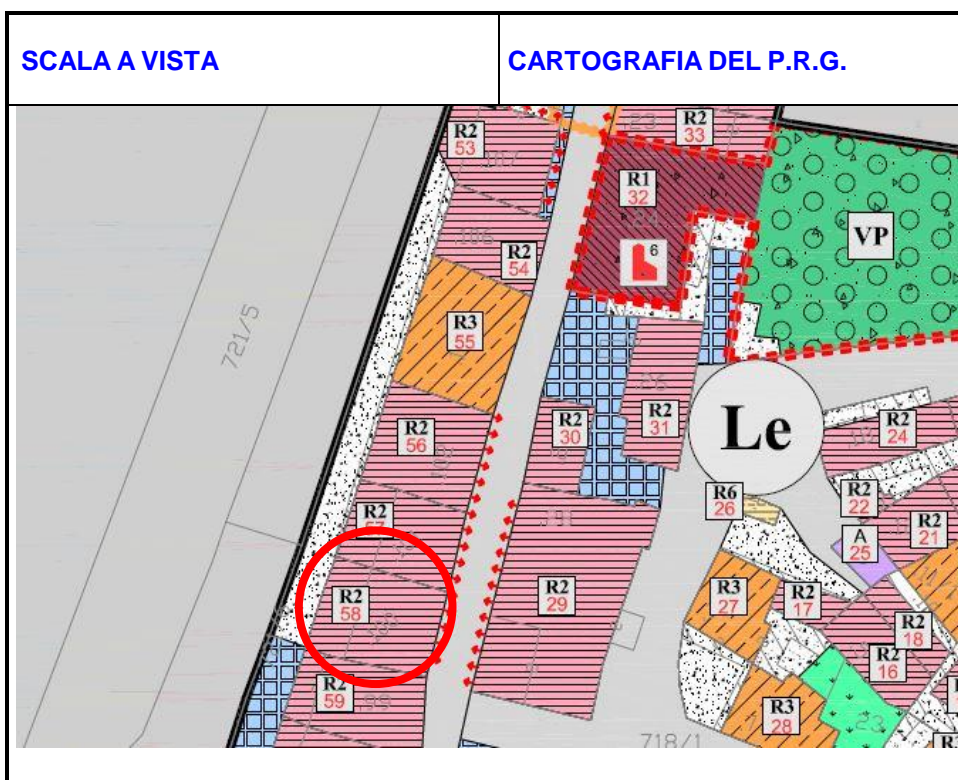 SCALA A VISTA
CARTOGRAFIA DEL P.R.G.
R2
53
R2
33
R1
32
6
VP
R2
54
721/5
R3
55
R2
56
R2
30
R2
31
Le
R2
24
R6
26
R2
22
A
25
R2
21
R2
57
R2
58
R2
29
R3
27
R2
17
R2
18
R2
16
R2
59
R3
28
23
718/1